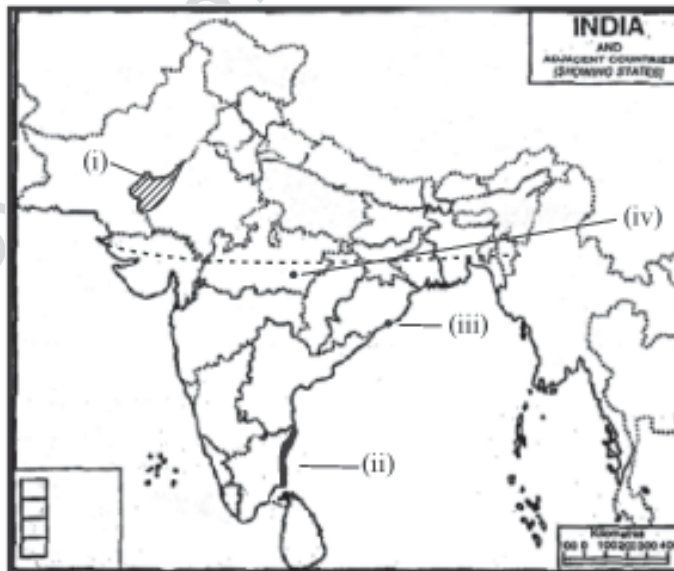 INDIA
AND
ADJACENT COUNTRIES
(SHOWING STATES)
(i)
(iv)
(iii)
(ii)
Kilometres